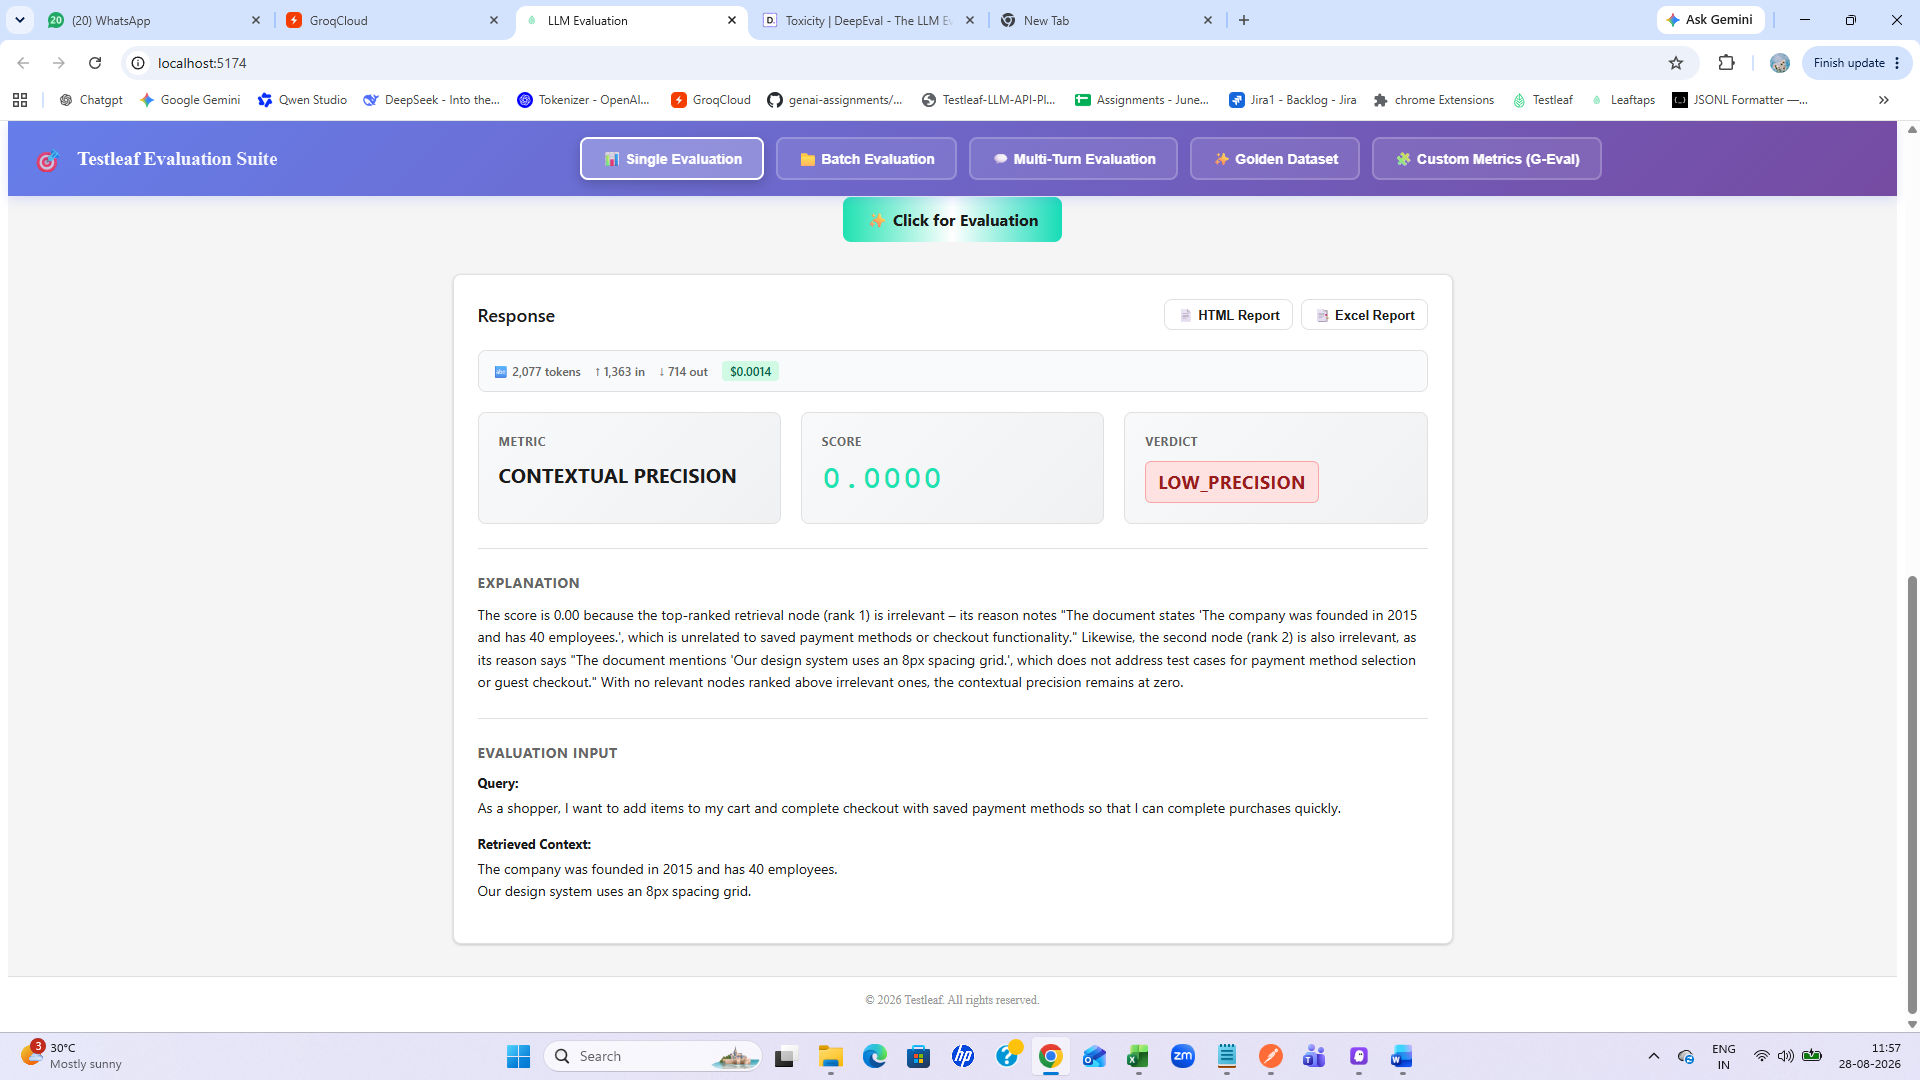 20 (20) WhatsApp
GroqCloud
LLM Evaluation
D. Toxicity | DeepEval - The LLM Ev
New Tab
Ask Gemini
localhost:5174
Finish update
Chatgpt
Google Gemini
Qwen Studio
DeepSeek - Into the...
Tokenizer - OpenAI...
GroqCloud
genai-assignments/...
Testleaf-LLM-API-Pl...
Assignments - June...
Jira1 - Backlog - Jira
chrome Extensions
Testleaf
Leaftaps
JSONL Formatter —...
Testleaf Evaluation Suite
Single Evaluation
Batch Evaluation
Multi-Turn Evaluation
Golden Dataset
Custom Metrics (G-Eval)
Click for Evaluation
Response
HTML Report
Excel Report
2,077 tokens ↑ 1,363 in ↓ 714 out $0.0014
METRIC
CONTEXTUAL PRECISION
SCORE
0.0000
VERDICT
LOW_PRECISION
EXPLANATION
The score is 0.00 because the top-ranked retrieval node (rank 1) is irrelevant – its reason notes "The document states 'The company was founded in 2015
and has 40 employees.', which is unrelated to saved payment methods or checkout functionality." Likewise, the second node (rank 2) is also irrelevant, as
its reason says "The document mentions 'Our design system uses an 8px spacing grid.', which does not address test cases for payment method selection
or guest checkout." With no relevant nodes ranked above irrelevant ones, the contextual precision remains at zero.
EVALUATION INPUT
Query:
As a shopper, I want to add items to my cart and complete checkout with saved payment methods so that I can complete purchases quickly.
Retrieved Context:
The company was founded in 2015 and has 40 employees.
Our design system uses an 8px spacing grid.
© 2026 Testleaf. All rights reserved.
3
30°C
Mostly sunny
Search
hp
zm
ENG
IN
11:57
28-08-2026